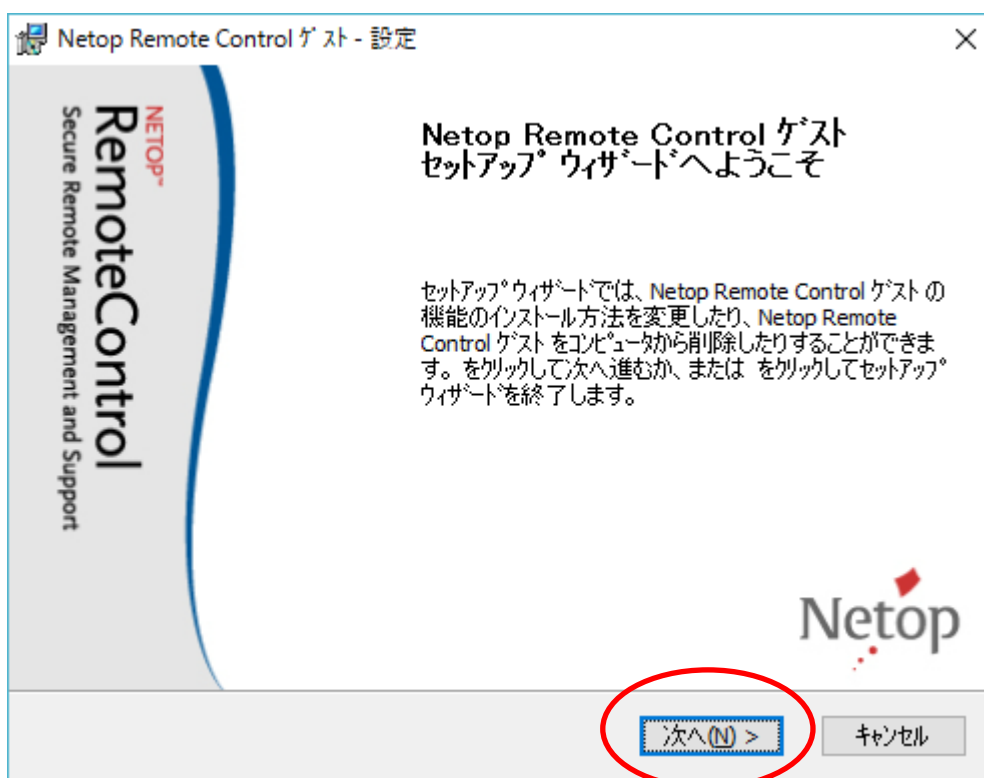 Netop Remote Control ｹﾞｽﾄ - 設定
NETOP™
RemoteControl
Secure Remote Management and Support
Netop Remote Control ｹﾞｽﾄ
ｾｯﾄｱｯﾌﾟ ｳｨｻﾞｰﾄﾞへようこそ
ｾｯﾄｱｯﾌﾟ ｳｨｻﾞｰﾄﾞでは、Netop Remote Control ｹﾞｽﾄ の
機能のｲﾝｽﾄｰﾙ方法を変更したり、Netop Remote
Control ｹﾞｽﾄ をｺﾝﾋﾟｭｰﾀから削除したりすることができま
す。 をｸﾘｯｸして次へ進むか、または をｸﾘｯｸしてｾｯﾄｱｯﾌﾟ
ｳｨｻﾞｰﾄﾞを終了します。
Netop
次へ(N) >
ｷｬﾝｾﾙ